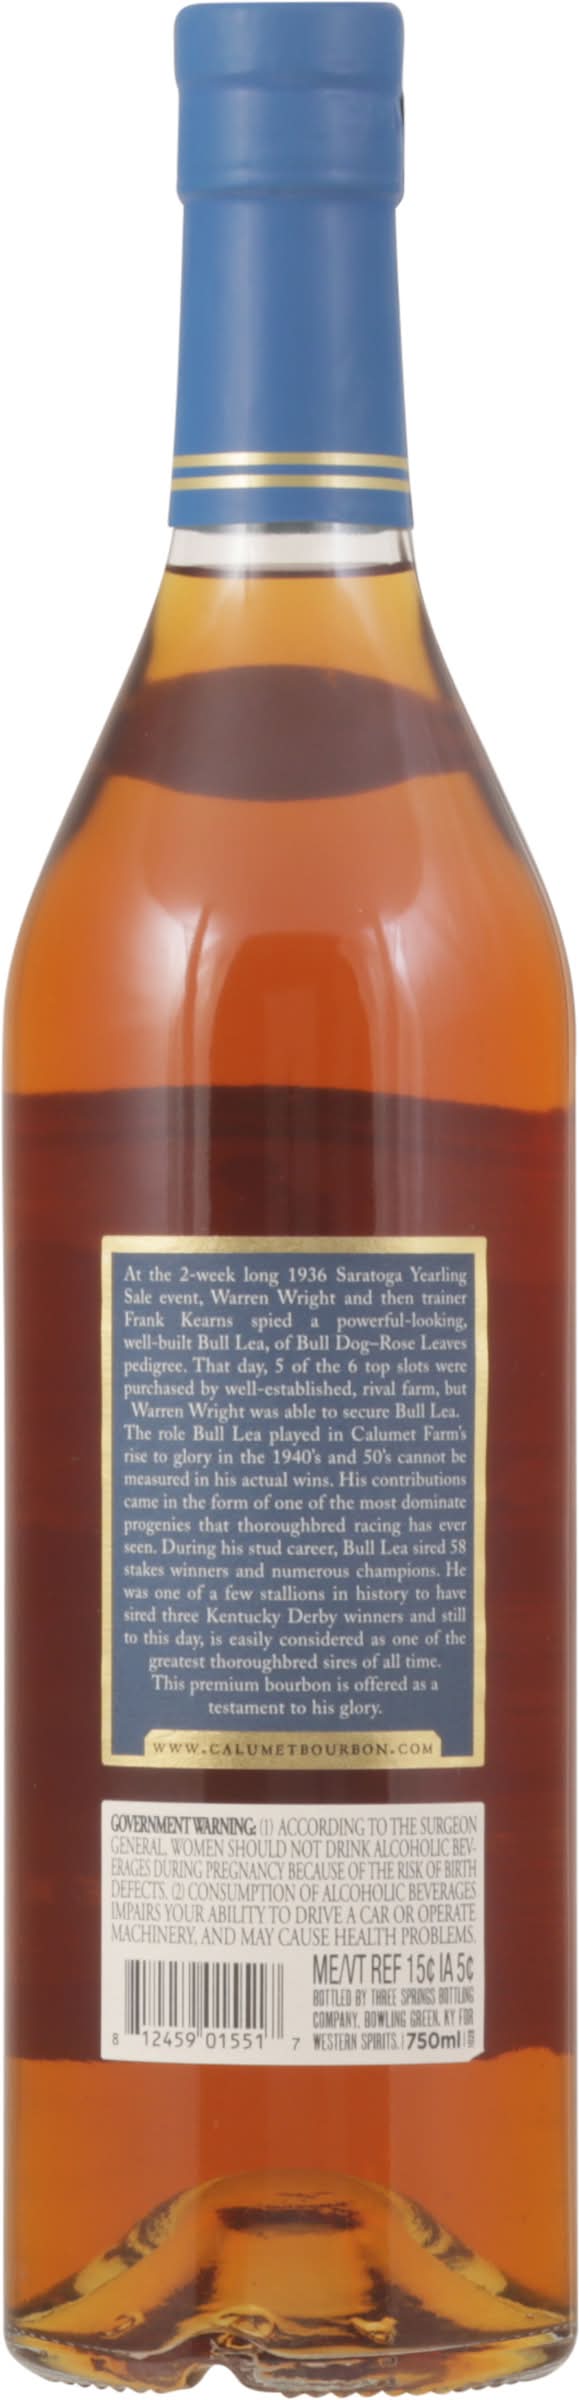 At the 2-week long 1936 Saratoga Yearling
Sale event, Warren Wright and then trainer
Frank Kearns spied a powerful-looking,
well-built Bull Lea, of Bull Dog–Rose Leaves
pedigree. That day, 5 of the 6 top slots were
purchased by well-established, rival farm, but
Warren Wright was able to secure Bull Lea.
The role Bull Lea played in Calumet Farm's
rise to glory in the 1940's and 50's cannot be
measured in his actual wins. His contributions
came in the form of one of the most dominate
progenies that thoroughbred racing has ever
seen. During his stud career, Bull Lea sired 58
stakes winners and numerous champions. He
was one of a few stallions in history to have
sired three Kentucky Derby winners and still
to this day, is easily considered as one of the
greatest thoroughbred sires of all time.
This premium bourbon is offered as a
testament to his glory.
WWW.CALUMETBOURBON.COM
GOVERNMENT WARNING: (1) ACCORDING TO THE SURGEON
GENERAL, WOMEN SHOULD NOT DRINK ALCOHOLIC BEV-
ERAGES DURING PREGNANCY BECAUSE OF THE RISK OF BIRTH
DEFECTS. (2) CONSUMPTION OF ALCOHOLIC BEVERAGES
IMPAIRS YOUR ABILITY TO DRIVE A CAR OR OPERATE
MACHINERY, AND MAY CAUSE HEALTH PROBLEMS.
ME/VT REF 15¢ IA 5¢
BOTTLED BY THREE SPRINGS BOTTLING
COMPANY, BOWLING GREEN, KY FOR
WESTERN SPIRITS. | 750ml
8 12459 01551 7